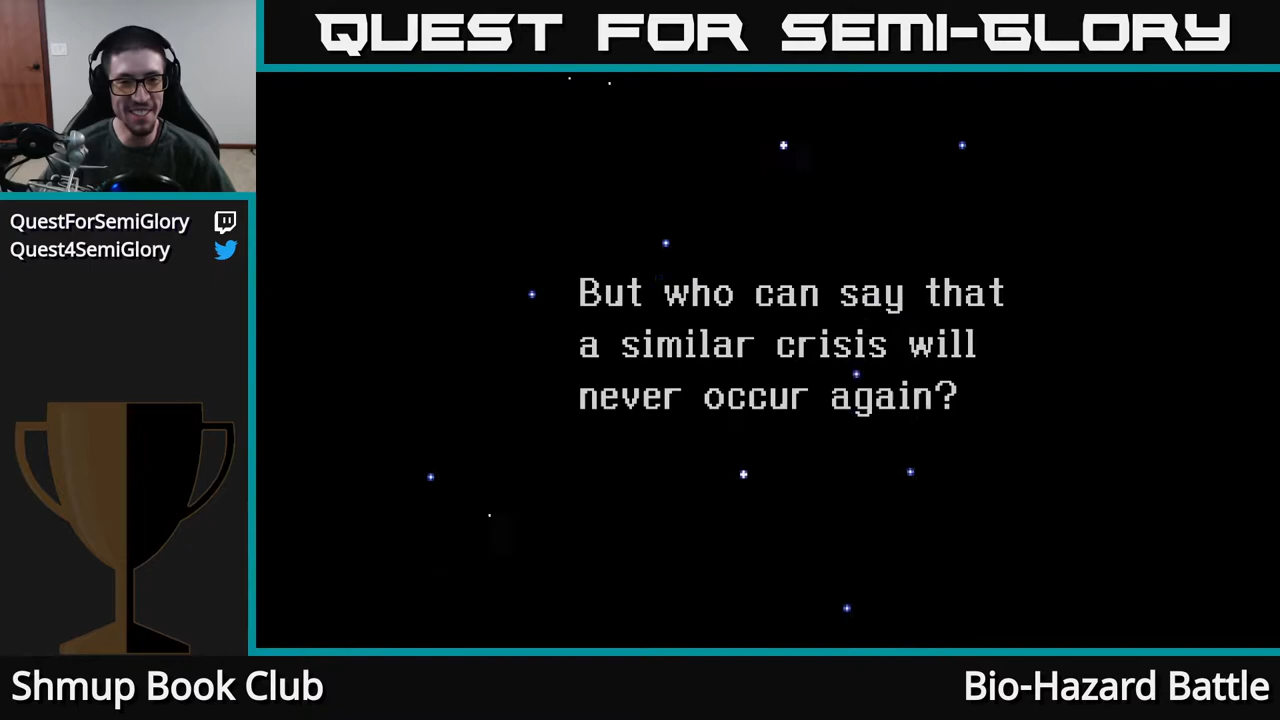 QUEST FOR SEMI-GLORY
QuestForSemiGlory
Quest4SemiGlory
But who can say that
a similar crisis will
never occur again?
Shmup Book Club
Bio-Hazard Battle